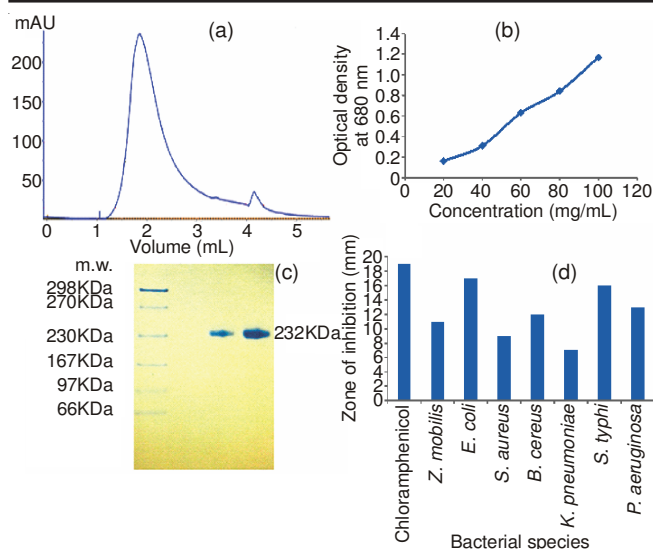 mAU
(a)
200
150
100
50
0 1 2 3 4 5
Volume (mL)
(b)
Optical density
at 680 nm
1.4
1.2
1.0
0.8
0.6
0.4
0.2
0
0 20 40 60 80 100 120
Concentration (mg/mL)
m.w.
(c)
298KDa
270KDa
230KDa
167KDa
97KDa
66KDa
232KDa
(d)
Zone of inhibition (mm)
20
18
16
14
12
10
8
6
4
2
0
Chloramphenicol
Z. mobilis
E. coli
S. aureus
B. cereus
K. pneumoniae
S. typhi
P. aeruginosa
Bacterial species